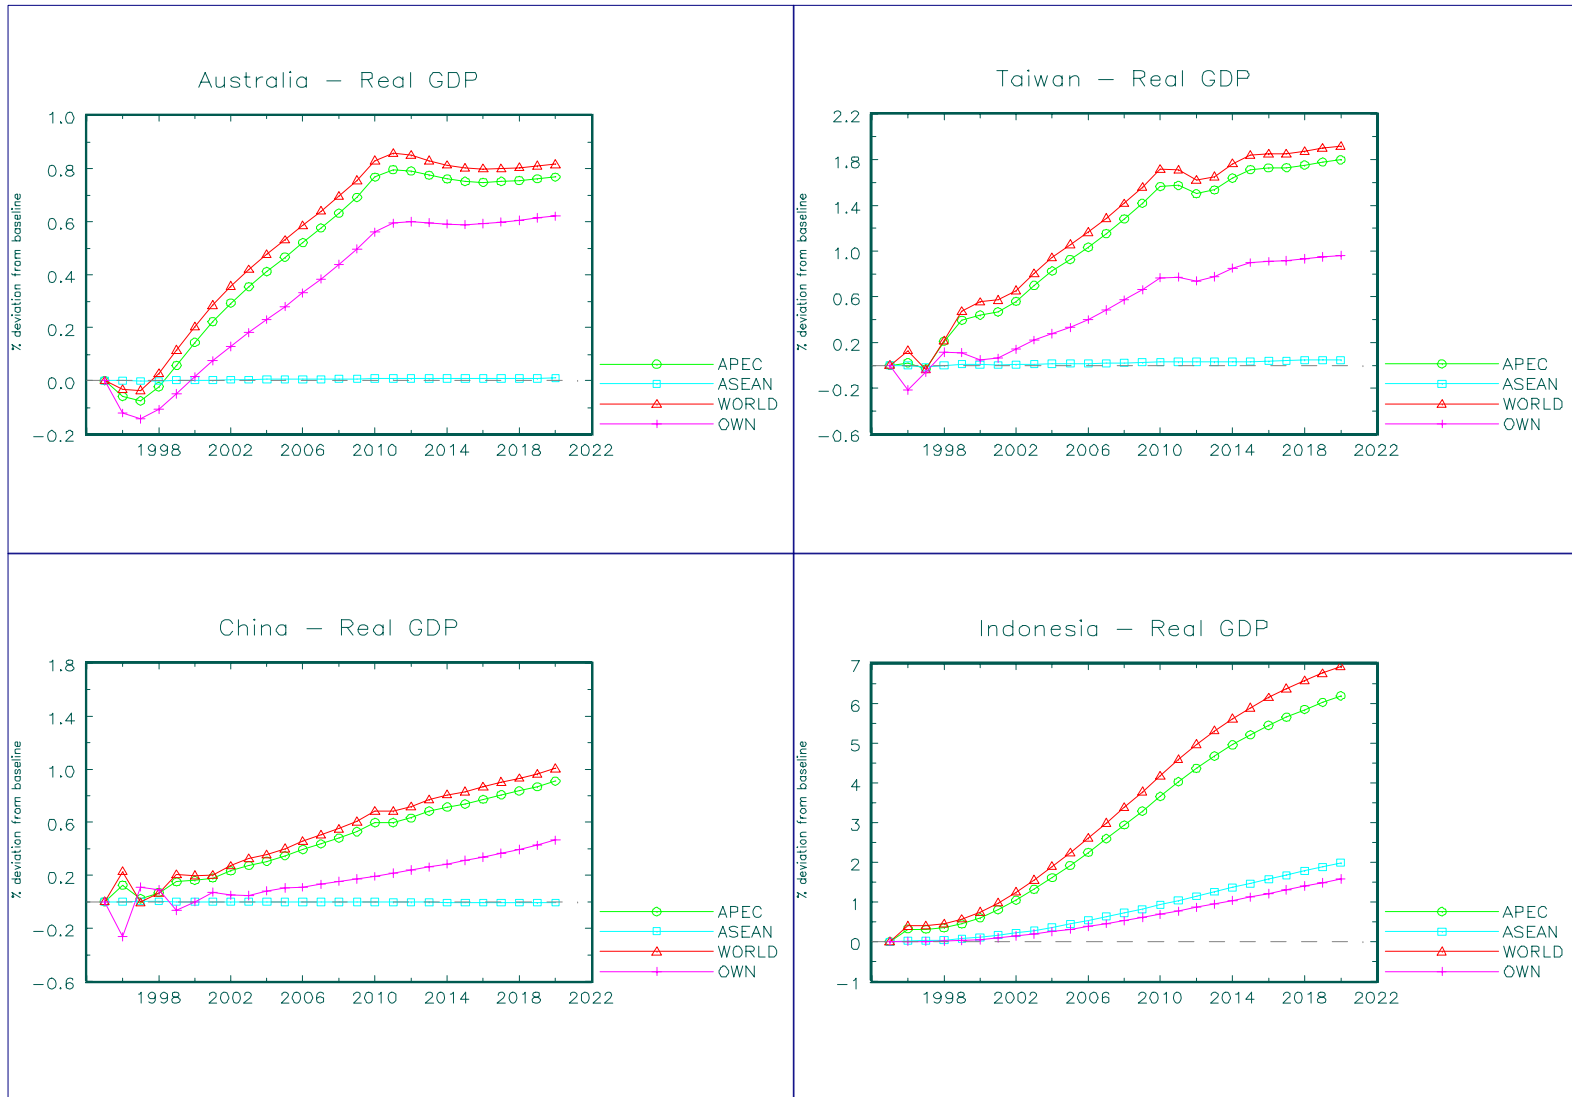 Australia – Real GDP
% deviation from baseline
1.0
0.8
0.6
0.4
0.2
0.0
−0.2
1998 2002 2006 2010 2014 2018 2022
APEC
ASEAN
WORLD
OWN
Taiwan – Real GDP
% deviation from baseline
2.2
1.8
1.4
1.0
0.6
0.2
−0.2
−0.6
1998 2002 2006 2010 2014 2018 2022
APEC
ASEAN
WORLD
OWN
China – Real GDP
% deviation from baseline
1.8
1.4
1.0
0.6
0.2
−0.2
−0.6
1998 2002 2006 2010 2014 2018 2022
APEC
ASEAN
WORLD
OWN
Indonesia – Real GDP
% deviation from baseline
7
6
5
4
3
2
1
0
−1
1998 2002 2006 2010 2014 2018 2022
APEC
ASEAN
WORLD
OWN